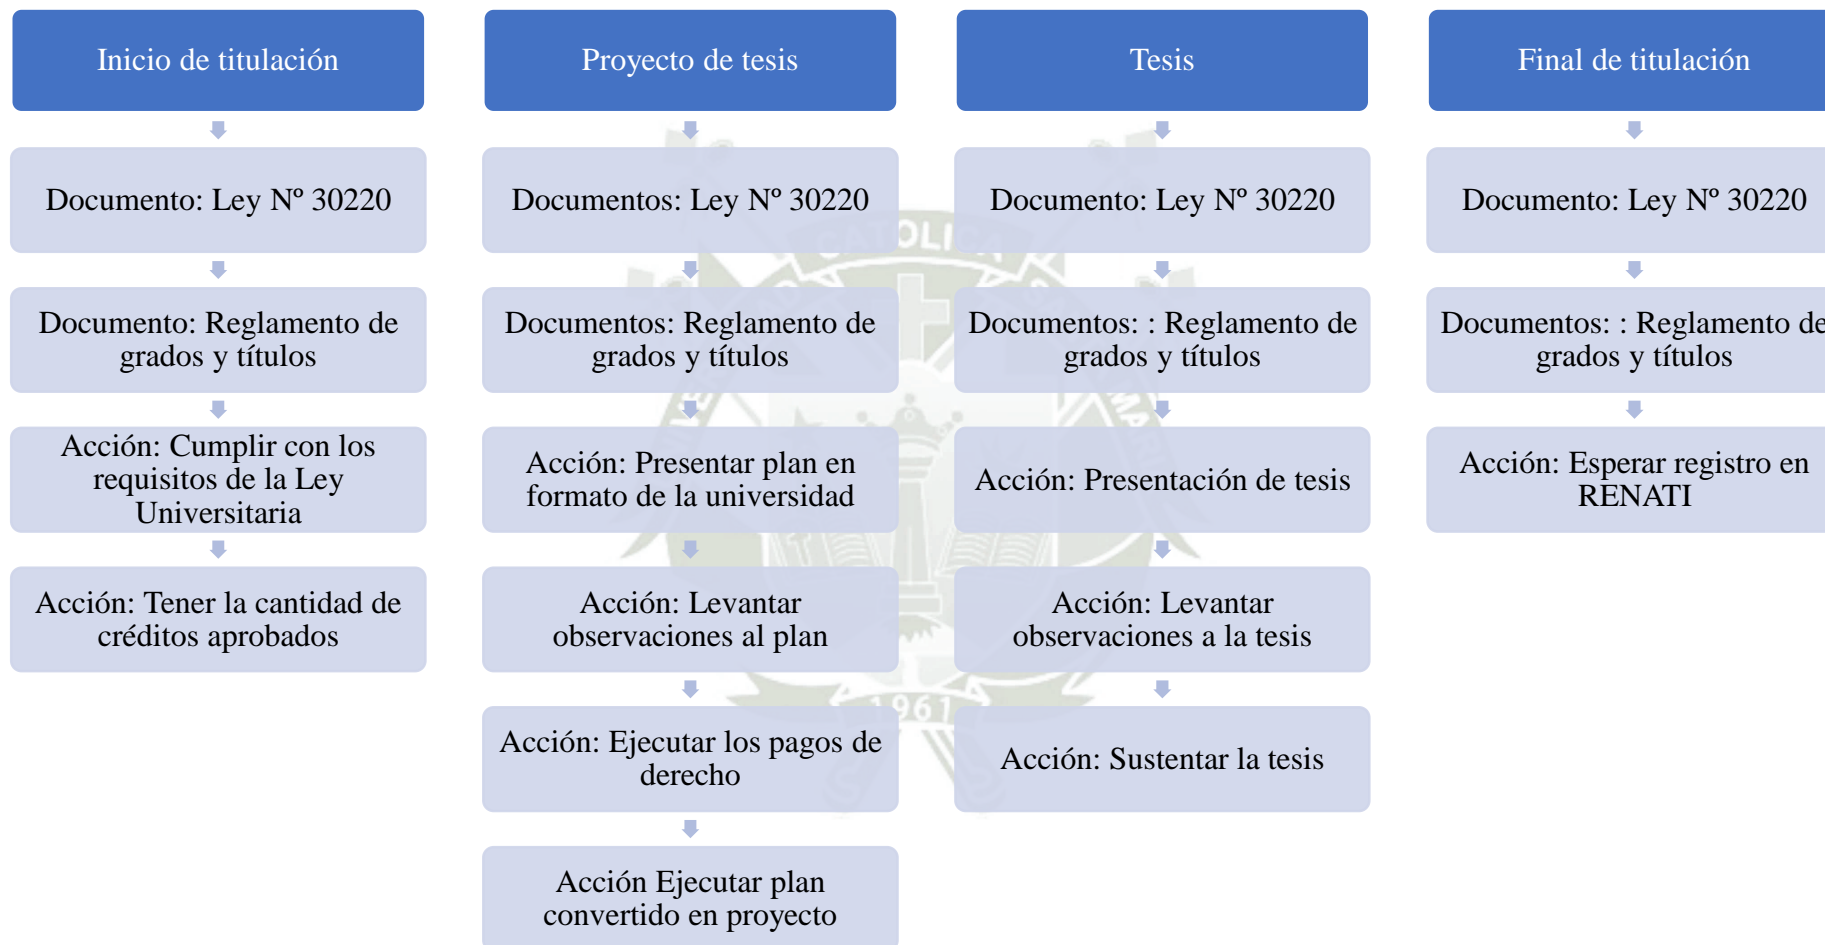 Inicio de titulación
Documento: Ley Nº 30220
Documento: Reglamento de
grados y títulos
Acción: Cumplir con los
requisitos de la Ley
Universitaria
Acción: Tener la cantidad de
créditos aprobados
Proyecto de tesis
Documentos: Ley Nº 30220
Documentos: Reglamento de
grados y títulos
Acción: Presentar plan en
formato de la universidad
Acción: Levantar
observaciones al plan
Acción: Ejecutar los pagos de
derecho
Acción Ejecutar plan
convertido en proyecto
Tesis
Documento: Ley Nº 30220
Documentos: : Reglamento de
grados y títulos
Acción: Presentación de tesis
Acción: Levantar
observaciones a la tesis
Acción: Sustentar la tesis
Final de titulación
Documento: Ley Nº 30220
Documentos: : Reglamento de
grados y títulos
Acción: Esperar registro en
RENATI
CATOLICA
1961